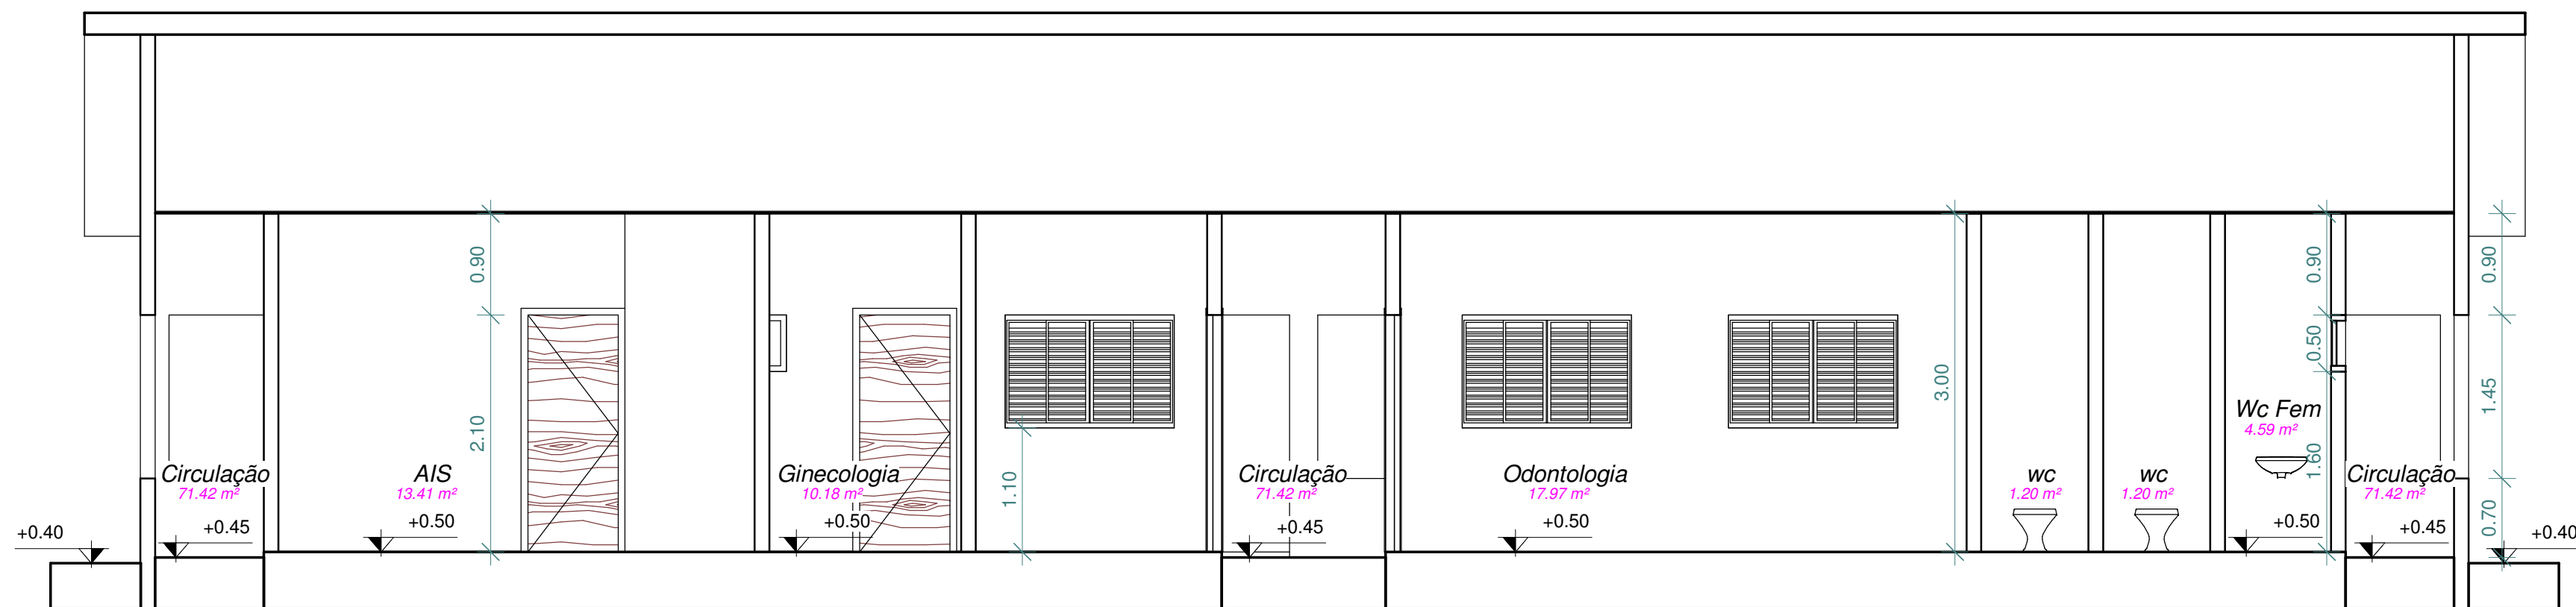 0.90
0.90
0.90
0.50
3.00
1.45
2.10
Wc Fem
4.59 m²
1.60
1.10
Circulação
71.42 m²
AIS
13.41 m²
Ginecologia
10.18 m²
Circulação
71.42 m²
Odontologia
17.97 m²
wc
1.20 m²
wc
1.20 m²
Circulação
71.42 m²
0.70
+0.40
+0.45
+0.50
+0.50
+0.45
+0.50
+0.50
+0.45
+0.40